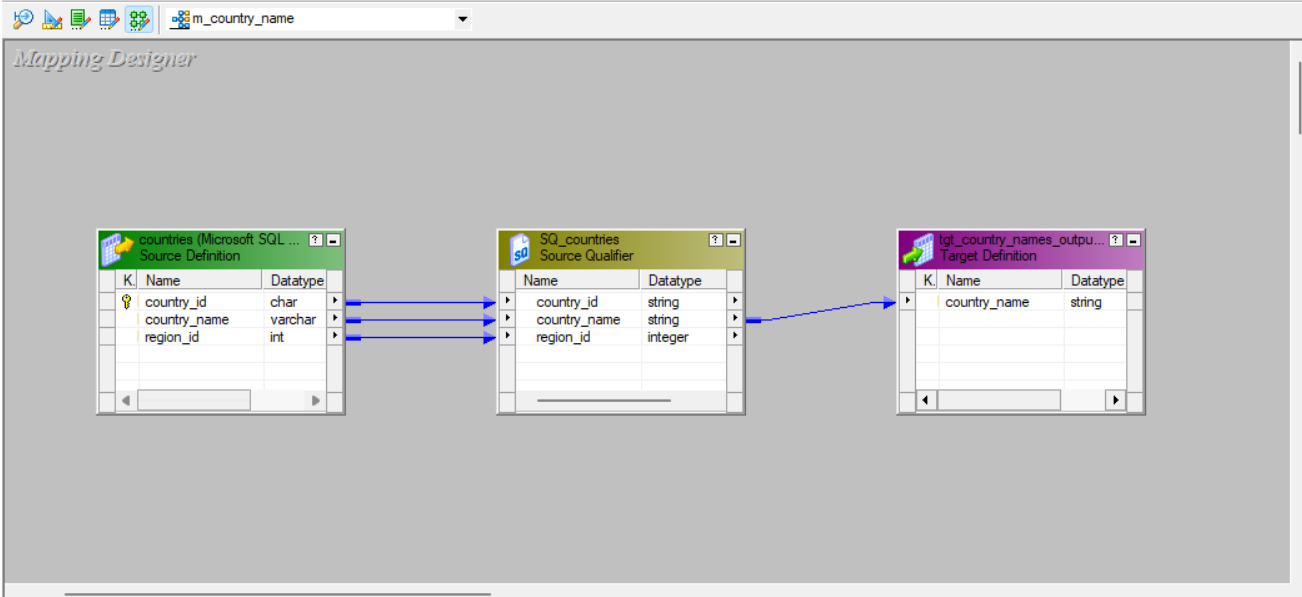 m_country_name
Mapping Designer
countries (Microsoft SQL ...
Source Definition
K. Name Datatype
country_id char
country_name varchar
region_id int
SQ_countries
Source Qualifier
Name Datatype
country_id string
country_name string
region_id integer
tgt_country_names_outpu...
Target Definition
K. Name Datatype
country_name string